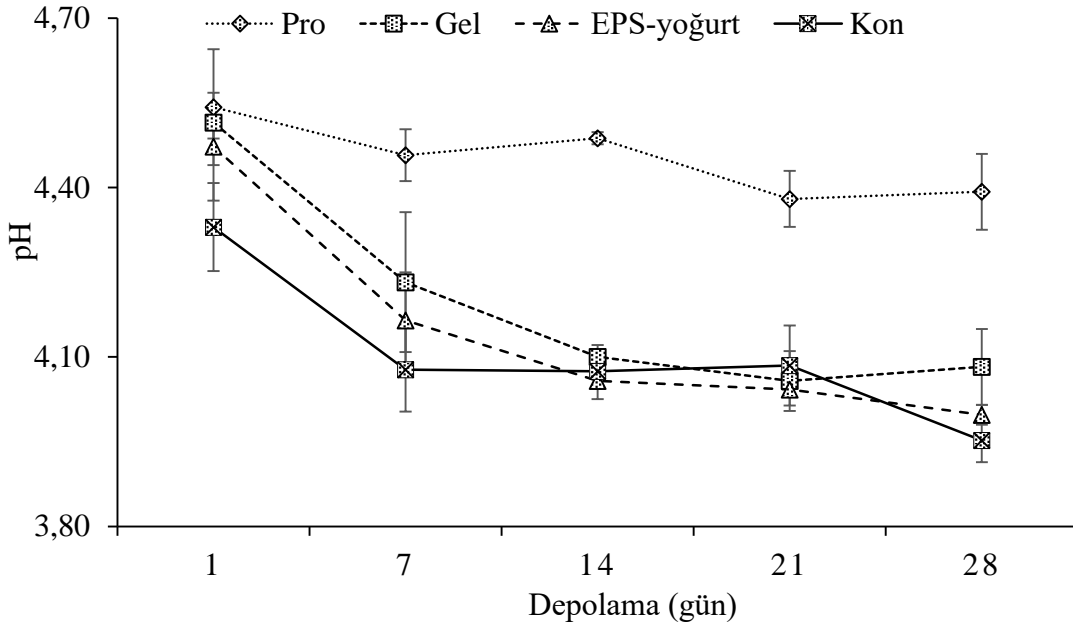 4,70
Pro Gel EPS-yoğurt Kon
4,40
pH
4,10
3,80
1 7 14 21 28
Depolama (gün)